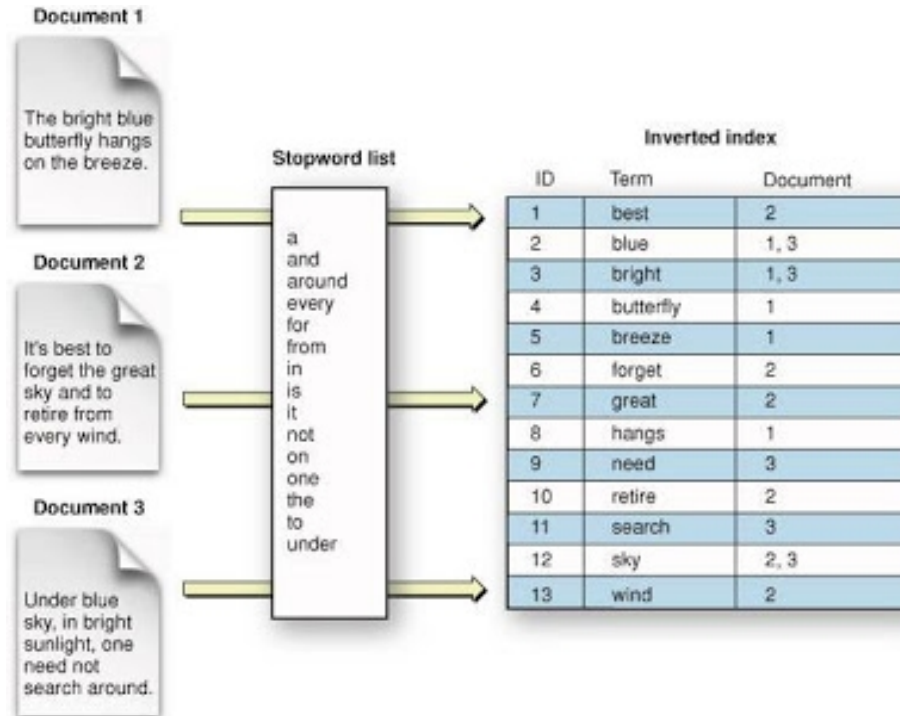 Document 1
The bright blue
butterfly hangs
on the breeze.
Document 2
It's best to
forget the great
sky and to
retire from
every wind.
Document 3
Under blue
sky, in bright
sunlight, one
need not
search around.
Stopword list
a
and
around
every
for
from
in
is
it
not
on
one
the
to
under
Inverted index
ID Term Document
1 best 2
2 blue 1, 3
3 bright 1, 3
4 butterfly 1
5 breeze 1
6 forget 2
7 great 2
8 hangs 1
9 need 3
10 retire 2
11 search 3
12 sky 2, 3
13 wind 2